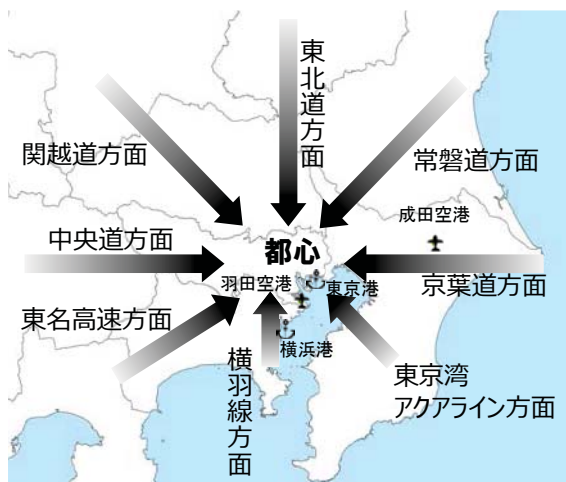 東北道方面
関越道方面
常磐道方面
成田空港
中央道方面
都心
羽田空港
東京港
京葉道方面
東名高速方面
横浜港
横羽線方面
東京湾
アクアライン方面